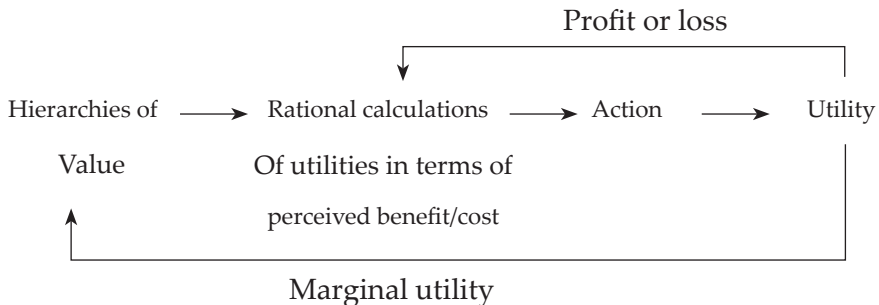 Profit or loss
Hierarchies of Rational calculations Action Utility
Value Of utilities in terms of
perceived benefit/cost
Marginal utility